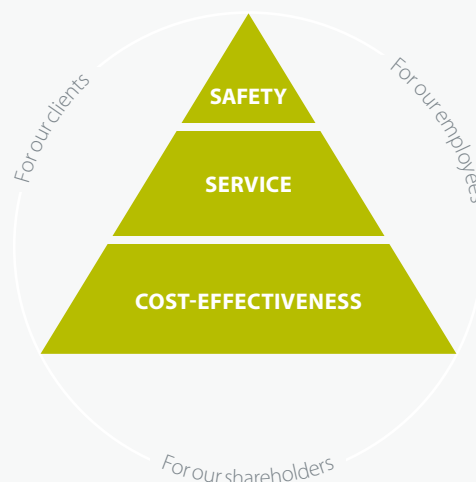 For our clients
For our employees
SAFETY
SERVICE
COST-EFFECTIVENESS
For our shareholders